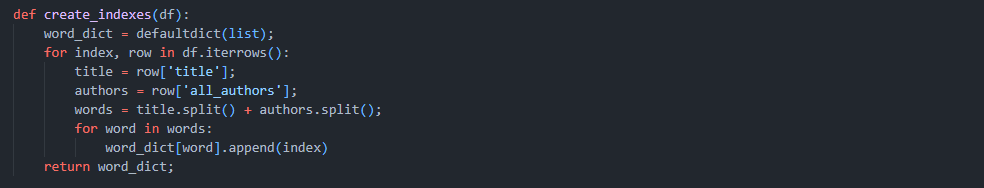 def create_indexes(df):
    word_dict = defaultdict(list);
    for index, row in df.iterrows():
        title = row['title'];
        authors = row['all_authors'];
        words = title.split() + authors.split();
        for word in words:
            word_dict[word].append(index)
    return word_dict;